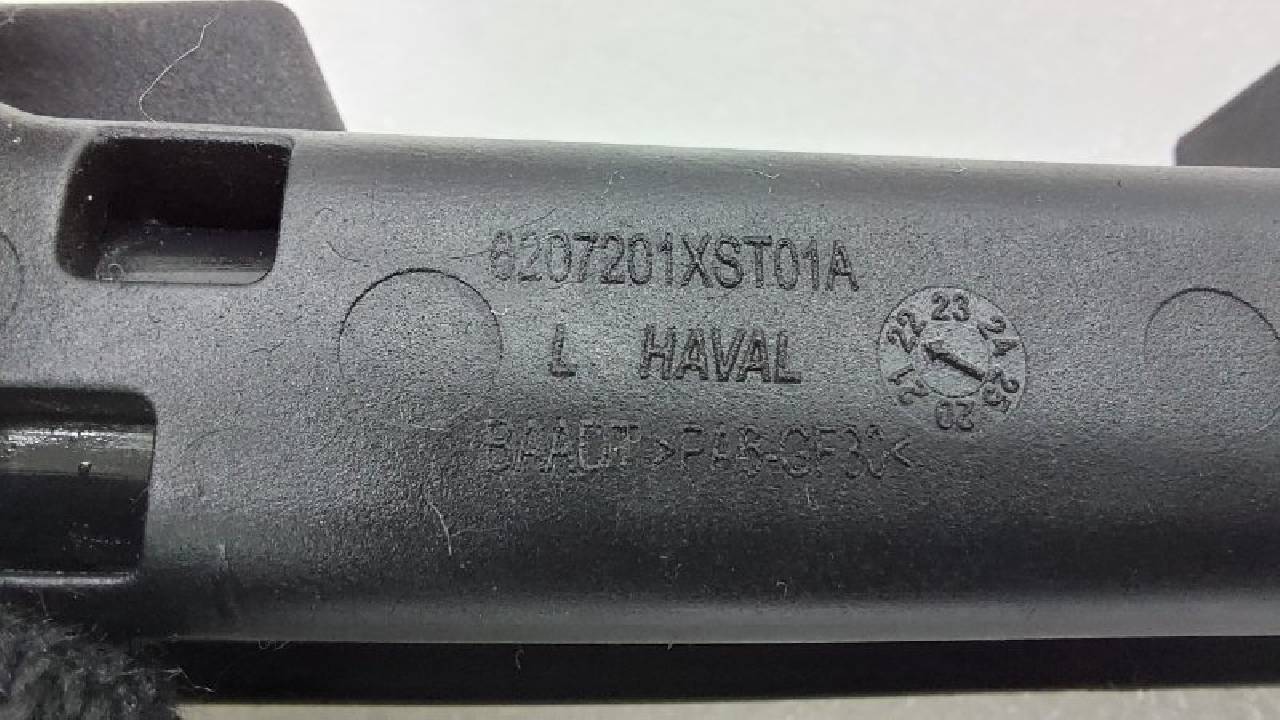 6207201XST01A
L HAVAL
22 23 24
21 20 25
>PA6-GF30<